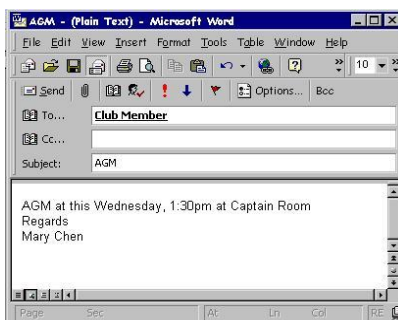 AGM - (Plain Text) - Microsoft Word
File Edit View Insert Format Tools Table Window Help
10
Send Options... Bcc
To... Club Member
Cc...
Subject: AGM
AGM at this Wednesday, 1:30pm at Captain Room
Regards
Mary Chen
Page Sec At Ln Col RE